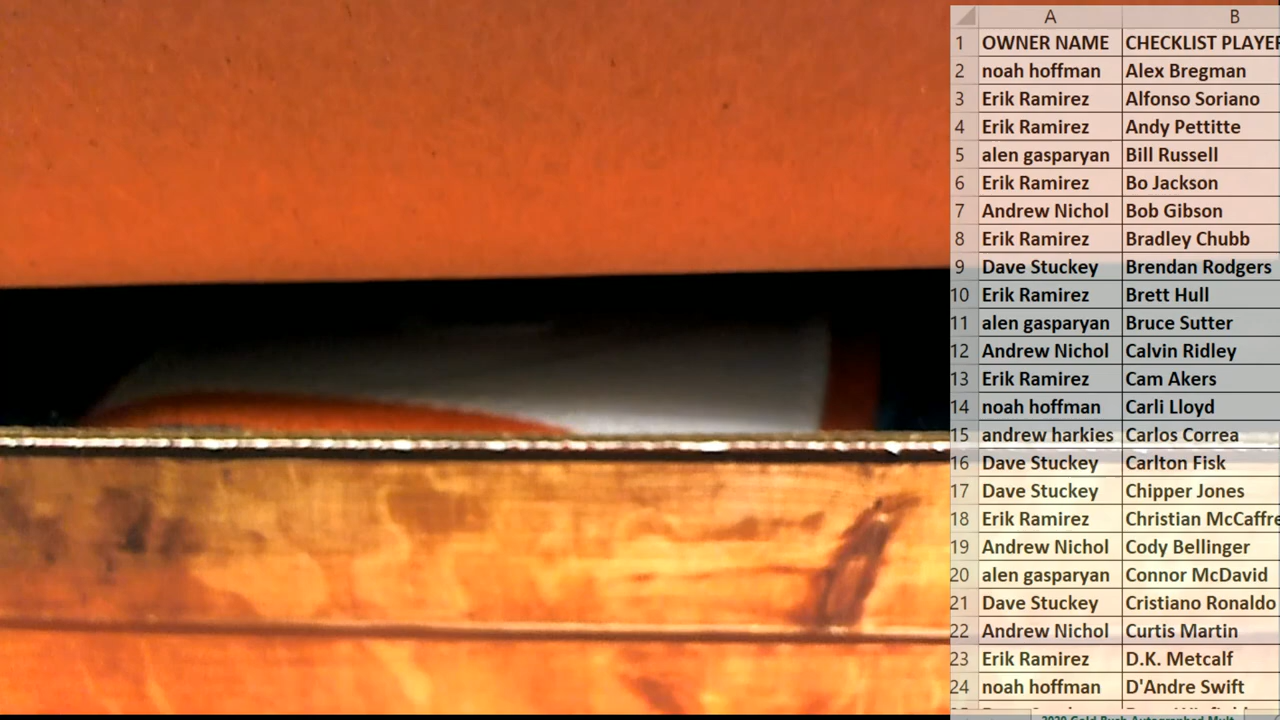 A B
1 OWNER NAME CHECKLIST PLAYER
2 noah hoffman Alex Bregman
3 Erik Ramirez Alfonso Soriano
4 Erik Ramirez Andy Pettitte
5 alen gasparyan Bill Russell
6 Erik Ramirez Bo Jackson
7 Andrew Nichol Bob Gibson
8 Erik Ramirez Bradley Chubb
9 Dave Stuckey Brendan Rodgers
10 Erik Ramirez Brett Hull
11 alen gasparyan Bruce Sutter
12 Andrew Nichol Calvin Ridley
13 Erik Ramirez Cam Akers
14 noah hoffman Carli Lloyd
15 andrew harkies Carlos Correa
16 Dave Stuckey Carlton Fisk
17 Dave Stuckey Chipper Jones
18 Erik Ramirez Christian McCaffre
19 Andrew Nichol Cody Bellinger
20 alen gasparyan Connor McDavid
21 Dave Stuckey Cristiano Ronaldo
22 Andrew Nichol Curtis Martin
23 Erik Ramirez D.K. Metcalf
24 noah hoffman D'Andre Swift